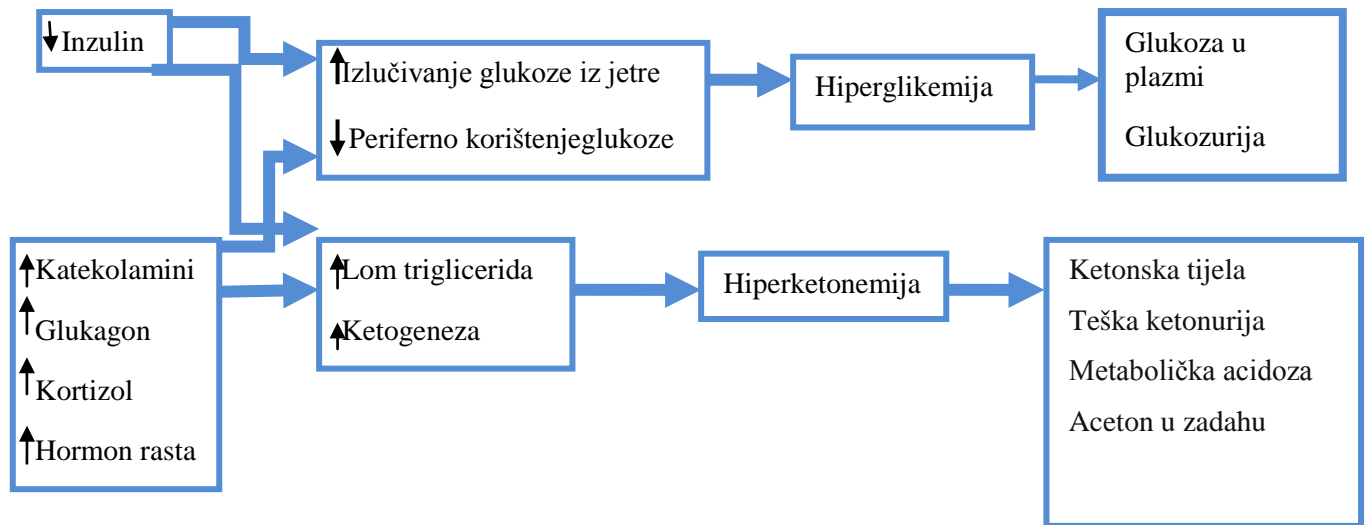 Inzulin
Izlučivanje glukoze iz jetre
Periferno korištenjeglukoze
Hiperglikemija
Glukoza u
plazmi
Glukozurija
Katekolamini
Glukagon
Kortizol
Hormon rasta
Lom triglicerida
Ketogeneza
Hiperketonemija
Ketonska tijela
Teška ketonurija
Metabolička acidoza
Aceton u zadahu